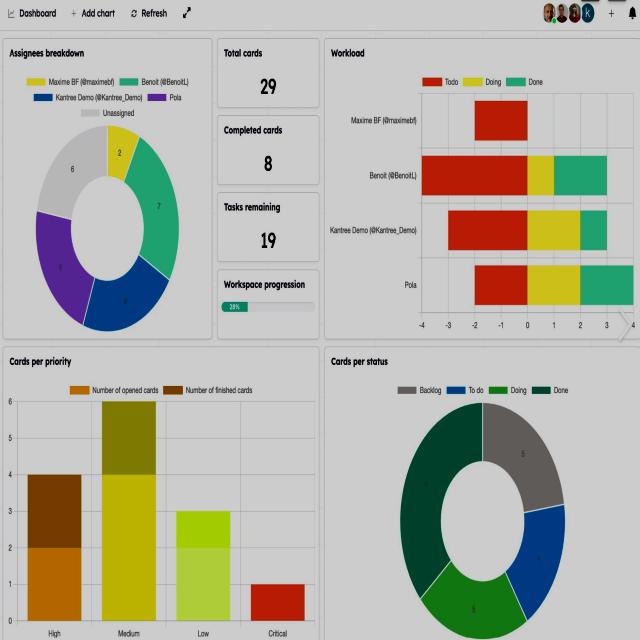 Dashboard + Add chart Refresh K +
Assignees breakdown
Maxime BF (@maximebf) Benoit (@BenoitL)
Kantree Demo (@Kantree_Demo) Pola
Unassigned
2
7
6
Total cards
29
Completed cards
8
Tasks remaining
19
Workspace progression
28%
Workload
Todo Doing Done
Maxime BF (@maximebf)
Benoit (@BenoitL)
Kantree Demo (@Kantree_Demo)
Pola
-4 -3 -2 -1 0 1 2 3 4
Cards per priority
Number of opened cards Number of finished cards
6
5
4
3
2
1
0
High Medium Low Critical
Cards per status
Backlog To do Doing Done
5
5